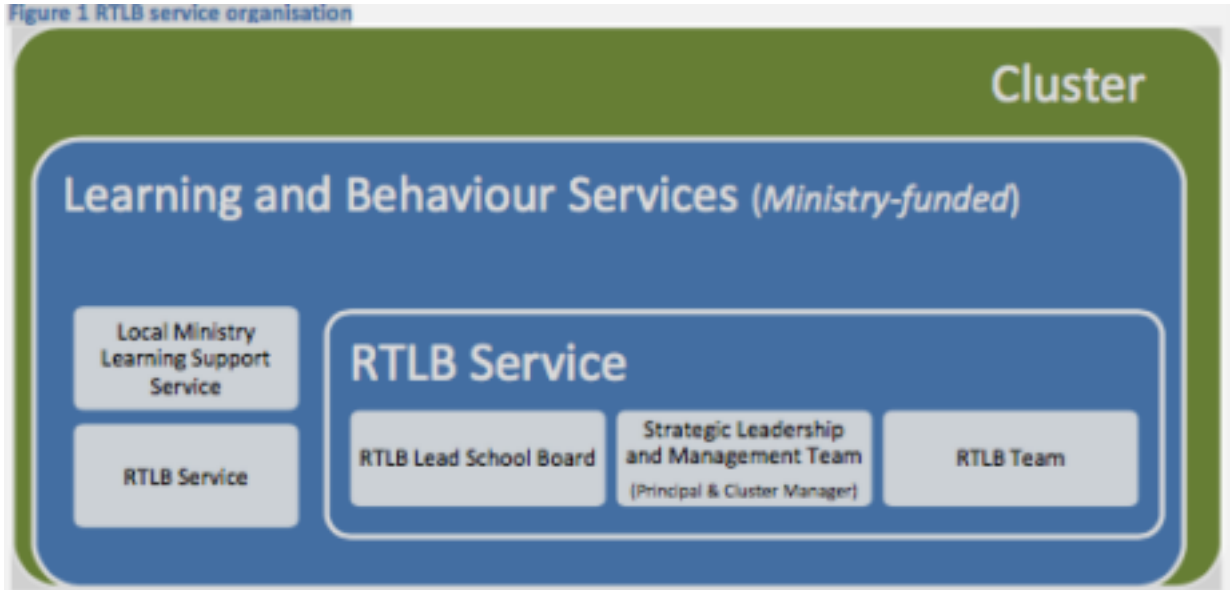 Figure 1 RTLB service organisation
Cluster
Learning and Behaviour Services (Ministry-funded)
Local Ministry
Learning Support
Service
RTLB Service
RTLB Service
RTLB Lead School Board
Strategic Leadership
and Management Team
(Principal & Cluster Manager)
RTLB Team